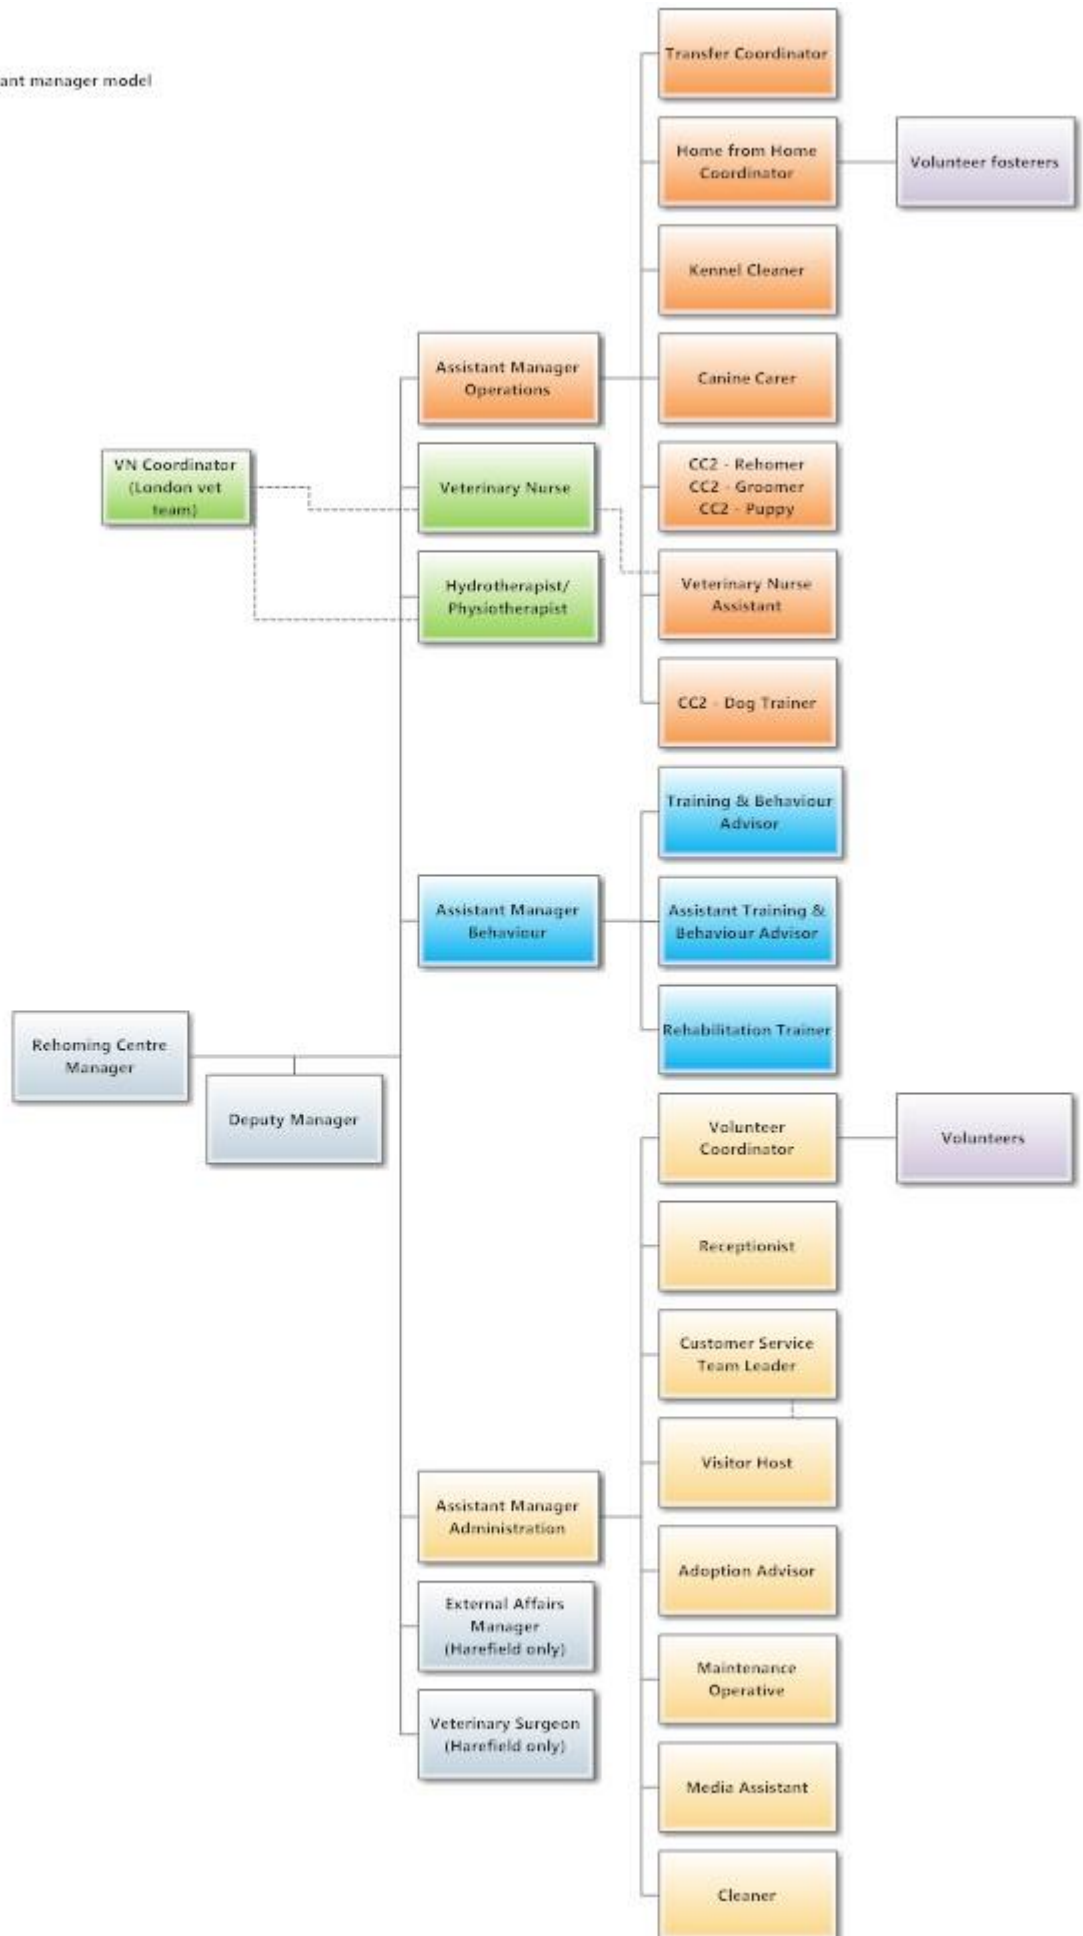 ant manager model
Transfer Coordinator
Home from Home
Coordinator
Volunteer fosterers
Kennel Cleaner
Assistant Manager
Operations
Canine Carer
VN Coordinator
(London vet
team)
Veterinary Nurse
CC2 - Rehomer
CC2 - Groomer
CC2 - Puppy
Hydrotherapist/
Physiotherapist
Veterinary Nurse
Assistant
CC2 - Dog Trainer
Training & Behaviour
Advisor
Assistant Manager
Behaviour
Assistant Training &
Behaviour Advisor
Rehabilitation Trainer
Rehoming Centre
Manager
Deputy Manager
Volunteer
Coordinator
Volunteers
Receptionist
Customer Service
Team Leader
Visitor Host
Assistant Manager
Administration
Adoption Advisor
External Affairs
Manager
(Harefield only)
Maintenance
Operative
Veterinary Surgeon
(Harefield only)
Media Assistant
Cleaner